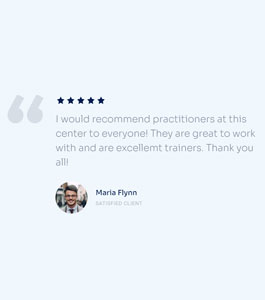 I would recommend practitioners at this
center to everyone! They are great to work
with and are excellemt trainers. Thank you
all!
Maria Flynn
SATISFIED CLIENT